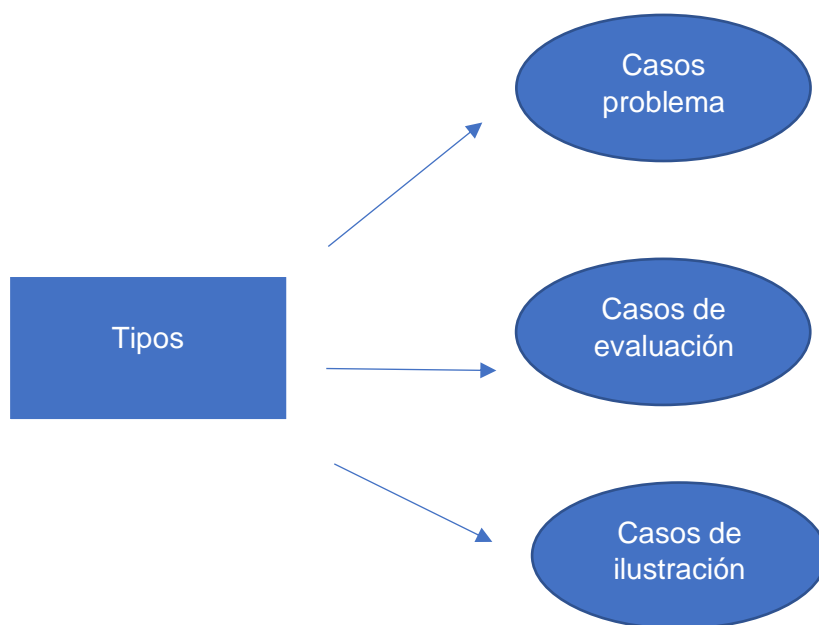 Casos
problema
Tipos
Casos de
evaluación
Casos de
ilustración